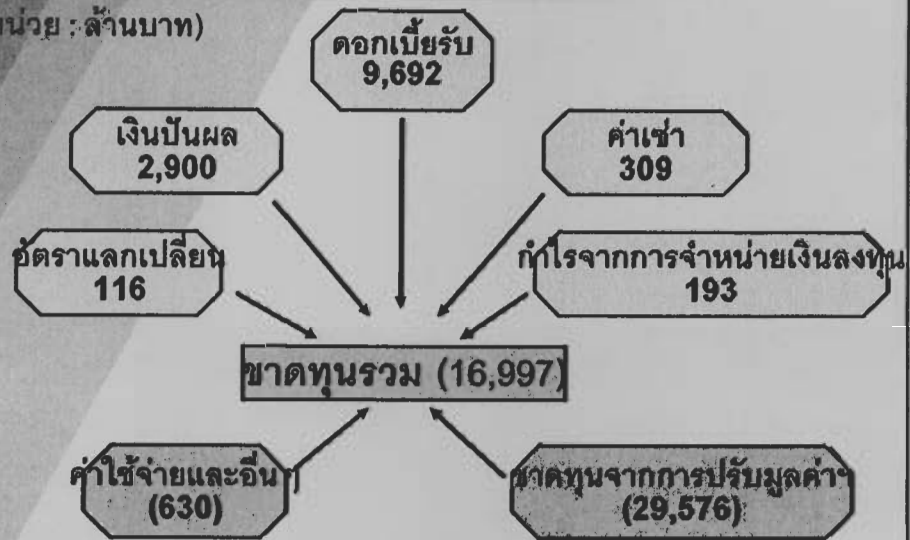 น่วย : ล้านบาท)
ดอกเบี้ยรับ
9,692
เงินปันผล
2,900
ค่าเช่า
309
อัตราแลกเปลี่ยน
116
กำไรจากการจำหน่ายเงินลงทุน
193
ขาดทุนรวม (16,997)
ค่าใช้จ่ายและอื่นๆ
(630)
ขาดทุนจากการปรับมูลค่าฯ
(29,576)